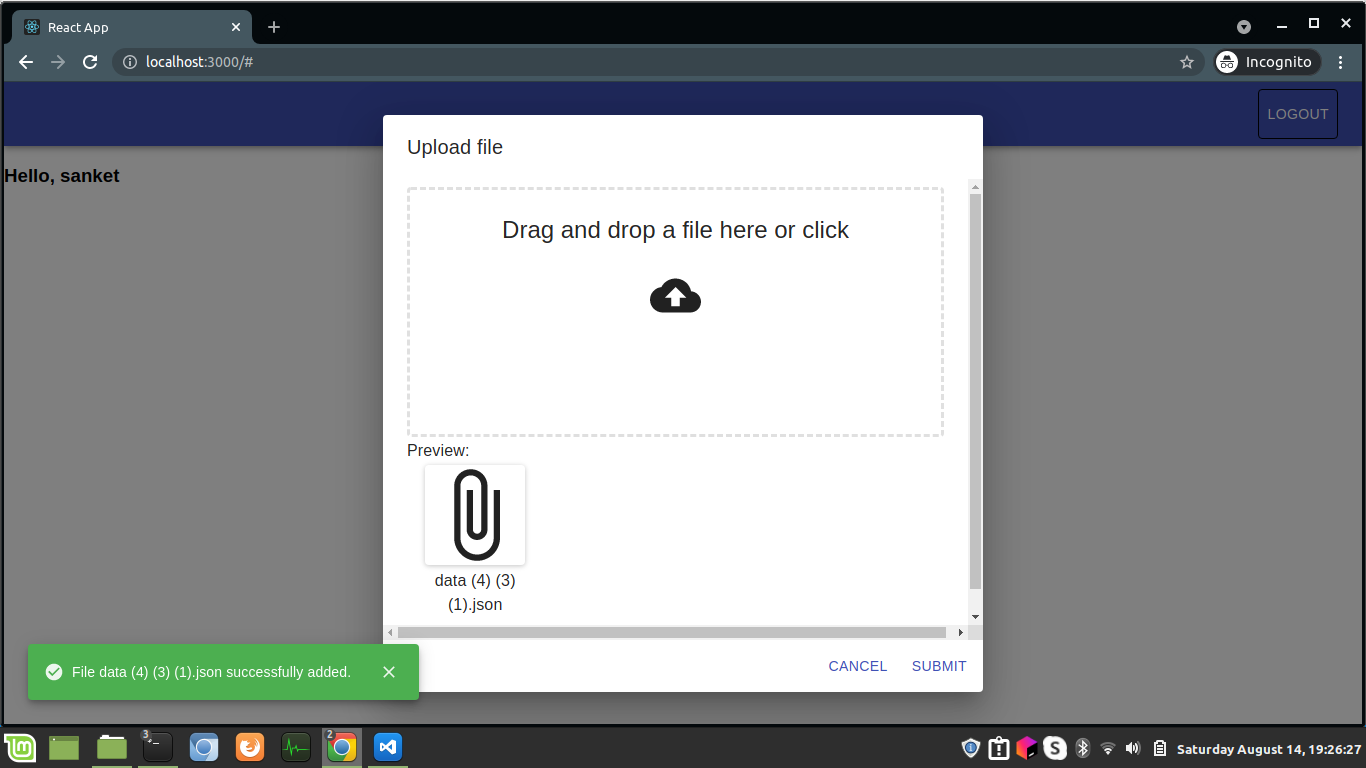 React App
localhost:3000/#
Incognito
LOGOUT
Hello, sanket
Upload file
Drag and drop a file here or click
Preview:
data (4) (3)
(1).json
File data (4) (3) (1).json successfully added.
CANCEL
SUBMIT
3
2
Saturday August 14, 19:26:27